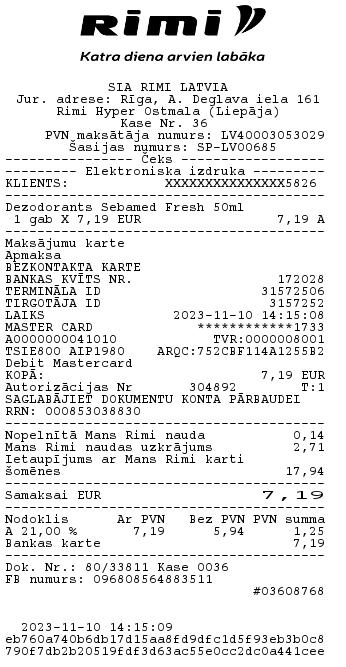 Rimi
Katra diena arvien labāka
SIA RIMI LATVIA
Jur. adrese: Rīga, A. Deglava iela 161
Rimi Hyper Ostmala (Liepāja)
Kase Nr. 36
PVN maksātāja numurs: LV40003053029
Šasijas numurs: SP-LV00685
---------------- Čeks ------------------
---------- Elektroniska izdruka ---------
KLIENTS: XXXXXXXXXXXXXXX5826
Dezodorants Sebamed Fresh 50ml
1 gab X 7,19 EUR 7,19 A
Maksājumu karte
Apmaksa
BEZKONTAKTA KARTE
BANKAS KVĪTS NR. 172028
TERMINĀLA ID 31572506
TIRGOTĀJA ID 3157252
LAIKS 2023-11-10 14:15:08
MASTER CARD ************1733
A0000000041010 TVR:0000008001
TSIE800 AIP1980 ARQC:752CBF114A1255B2
Debit Mastercard
KOPĀ: 7,19 EUR
Autorizācijas Nr 304892 T:1
SAGLABĀJIET DOKUMENTU KONTA PĀRBAUDEI
RRN: 000853038830
Nopelnītā Mans Rimi nauda 0,14
Mans Rimi naudas uzkrājums 2,71
Ietaupījums ar Mans Rimi karti
šomēnes 17,94
Samaksai EUR 7,19
Nodoklis Ar PVN Bez PVN PVN summa
A 21,00 % 7,19 5,94 1,25
Bankas karte 7,19
Dok. Nr.: 80/33811 Kase 0036
FB numurs: 096808564883511
#03608768
2023-11-10 14:15:09
eb760a740b6db17d15aa8fd9dfc1d5f93eb3b0c8
790f7db2b20519fdf3d63ac55e0cc2dc0a441cee